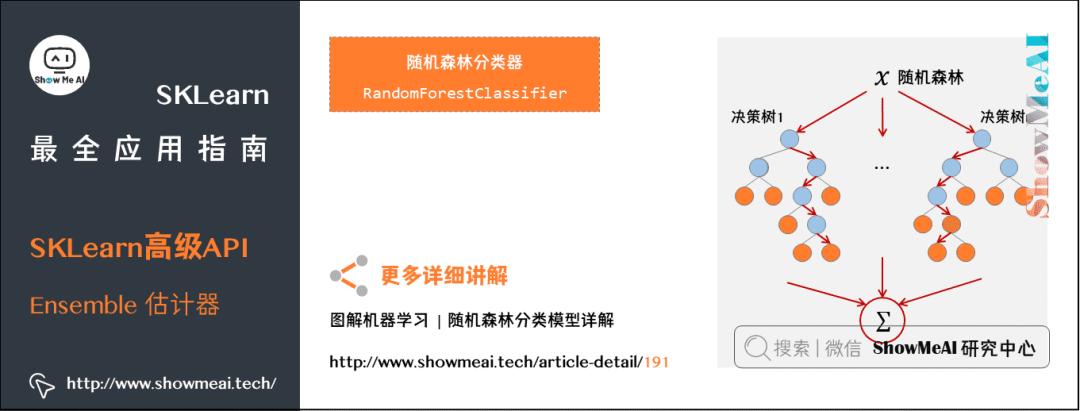 Show Me AI
SKLearn
最全应用指南
SKLearn高级API
Ensemble 估计器
http://www.showmeai.tech/
随机森林分类器
RandomForestClassifier
更多详细讲解
图解机器学习 | 随机森林分类模型详解
http://www.showmeai.tech/article-detail/191
x 随机森林
决策树1
决策树
...
Σ
ShowMeAI
搜索 | 微信 ShowMeAI 研究中心